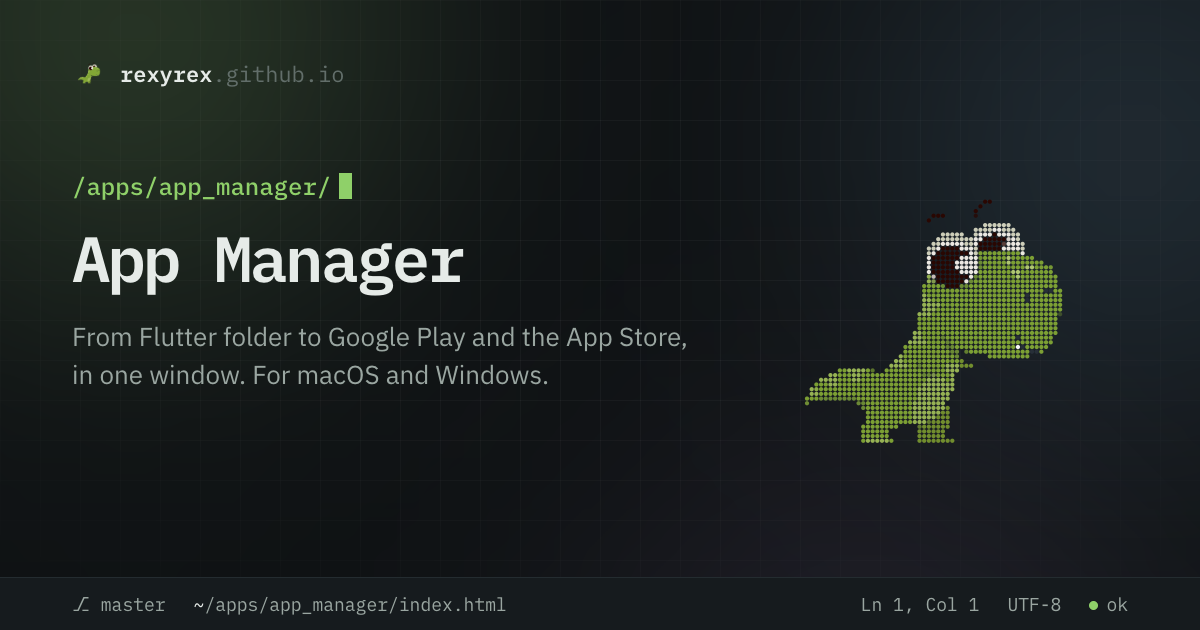 rexyrex.github.io
/apps/app_manager/
App Manager
From Flutter folder to Google Play and the App Store,
in one window. For macOS and Windows.
master ~/apps/app_manager/index.html Ln 1, Col 1 UTF-8 ok